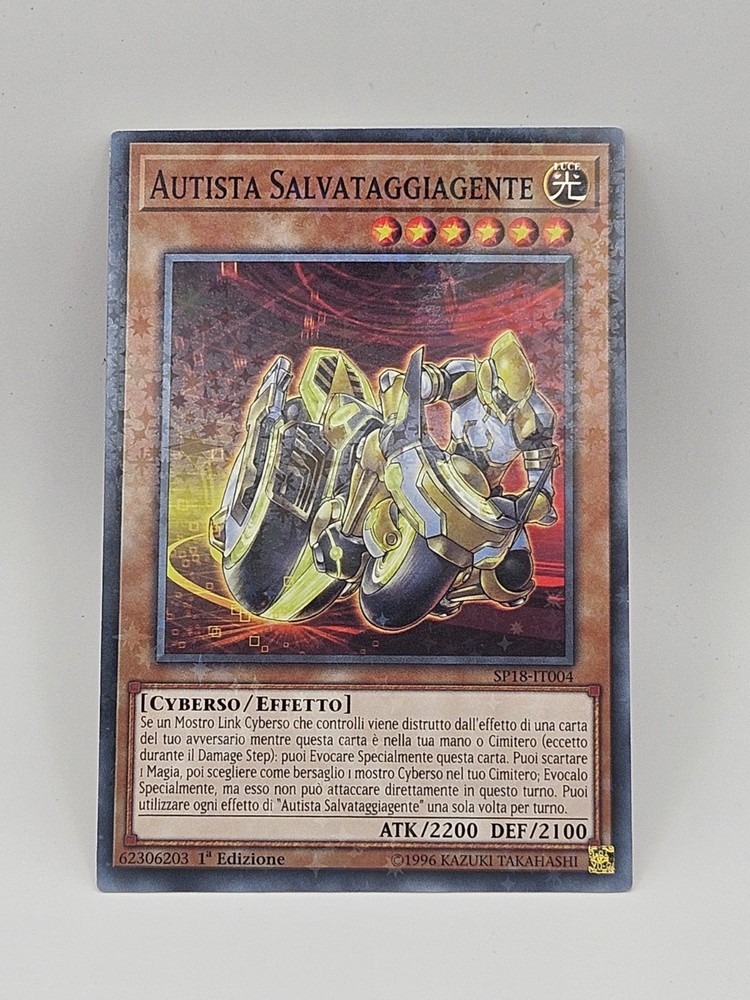 AUTISTA SALVATAGGIAGENTE
LUCE
光
SP18-IT004
[CYBERSO/EFFETTO]
Se un Mostro Link Cyberso che controlli viene distrutto dall'effetto di una carta
del tuo avversario mentre questa carta è nella tua mano o Cimitero (eccetto
durante il Damage Step): puoi Evocare Specialmente questa carta. Puoi scartare
1 Magia, poi scegliere come bersaglio 1 mostro Cyberso nel tuo Cimitero; Evocalo
Specialmente, ma esso non può attaccare direttamente in questo turno. Puoi
utilizzare ogni effetto di "Autista Salvataggiagente" una sola volta per turno.
ATK/2200 DEF/2100
62306203 1ª Edizione
©1996 KAZUKI TAKAHASHI